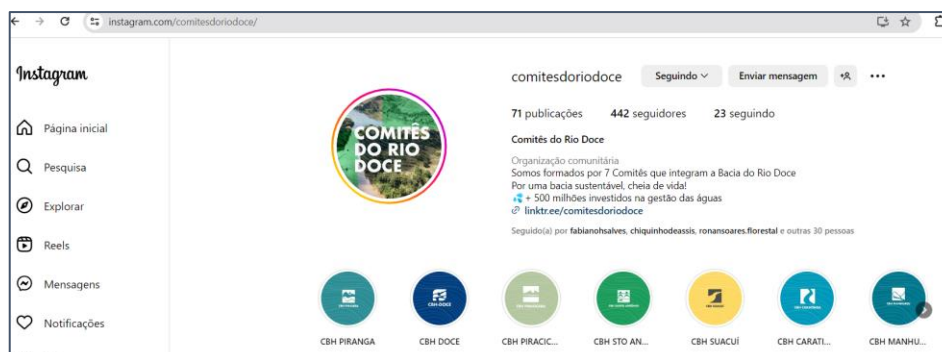 instagram.com/comitesdoriodoce/
Instagram
Página inicial
Pesquisa
Explorar
Reels
Mensagens
Notificações
COMITÊS
DO RIO
DOCE
comitesdoriodoce Seguindo Enviar mensagem
71 publicações 442 seguidores 23 seguindo
Comitês do Rio Doce
Organização comunitária
Somos formados por 7 Comitês que integram a Bacia do Rio Doce
Por uma bacia sustentável, cheia de vida!
+ 500 milhões investidos na gestão das águas
linktr.ee/comitesdoriodoce
Seguido(a) por fabianohsalves, chiquinhodeassis, ronansoares.florestal e outras 30 pessoas
CBH-DOCE
CBH PIRANGA CBH DOCE CBH PIRACIC... CBH STO AN... CBH SUACUÍ CBH CARATI... CBH MANHU...